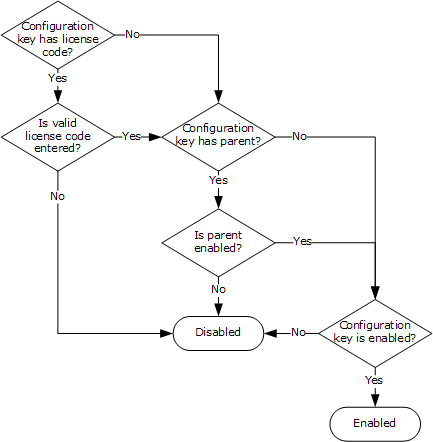 Configuration
key has license
code?
No
Yes
Is valid
license code
entered?
Yes
Configuration
key has parent?
No
No
Yes
Is parent
enabled?
Yes
No
Disabled
No
Configuration
key is enabled?
Yes
Enabled